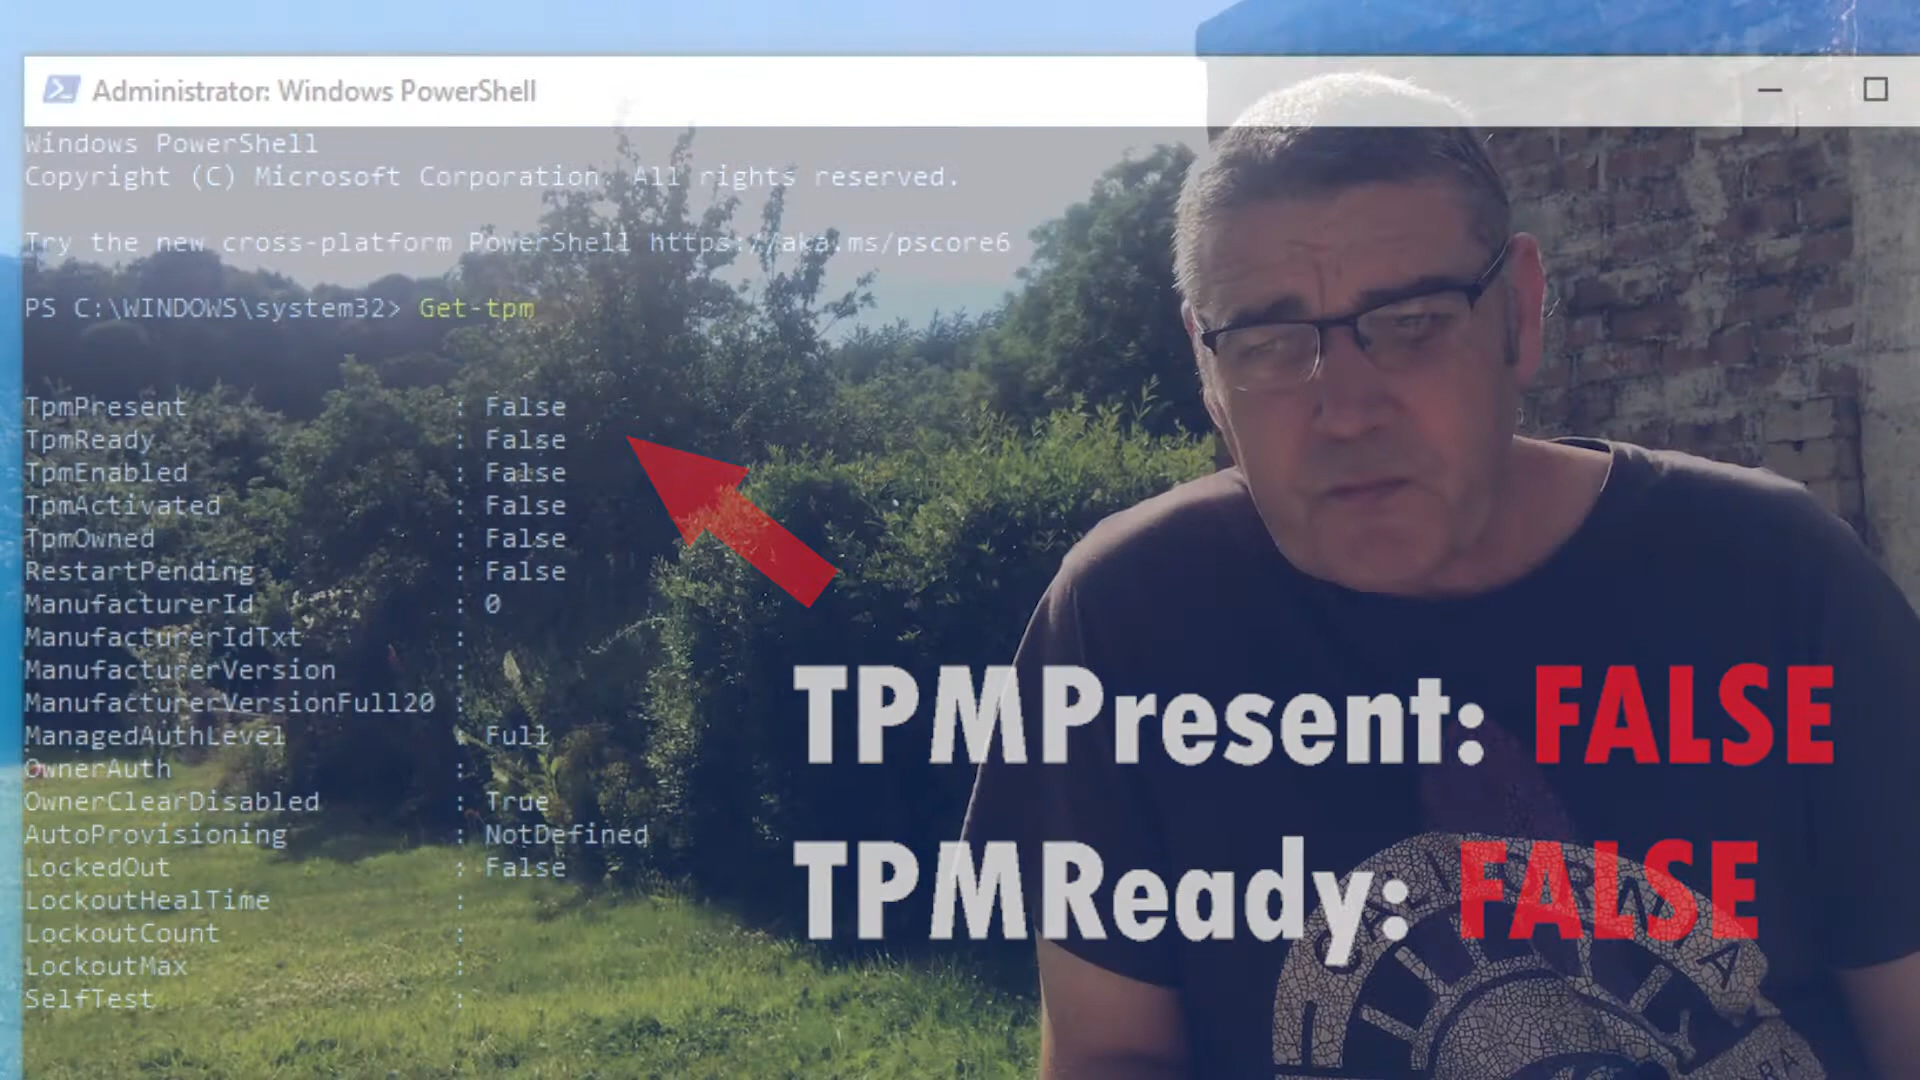 Administrator: Windows PowerShell
Windows PowerShell
Copyright (C) Microsoft Corporation. All rights reserved.
Try the new cross-platform PowerShell https://aka.ms/pscore6
PS C:\WINDOWS\system32> Get-tpm
TpmPresent : False
TpmReady : False
TpmEnabled : False
TpmActivated : False
TpmOwned : False
RestartPending : False
ManufacturerId : 0
ManufacturerIdTxt :
ManufacturerVersion :
ManufacturerVersionFull20 :
ManagedAuthLevel : Full
OwnerAuth :
OwnerClearDisabled : True
AutoProvisioning : NotDefined
LockedOut : False
LockoutHealTime :
LockoutCount :
LockoutMax :
SelfTest :
TPMPresent: FALSE
TPMReady: FALSE